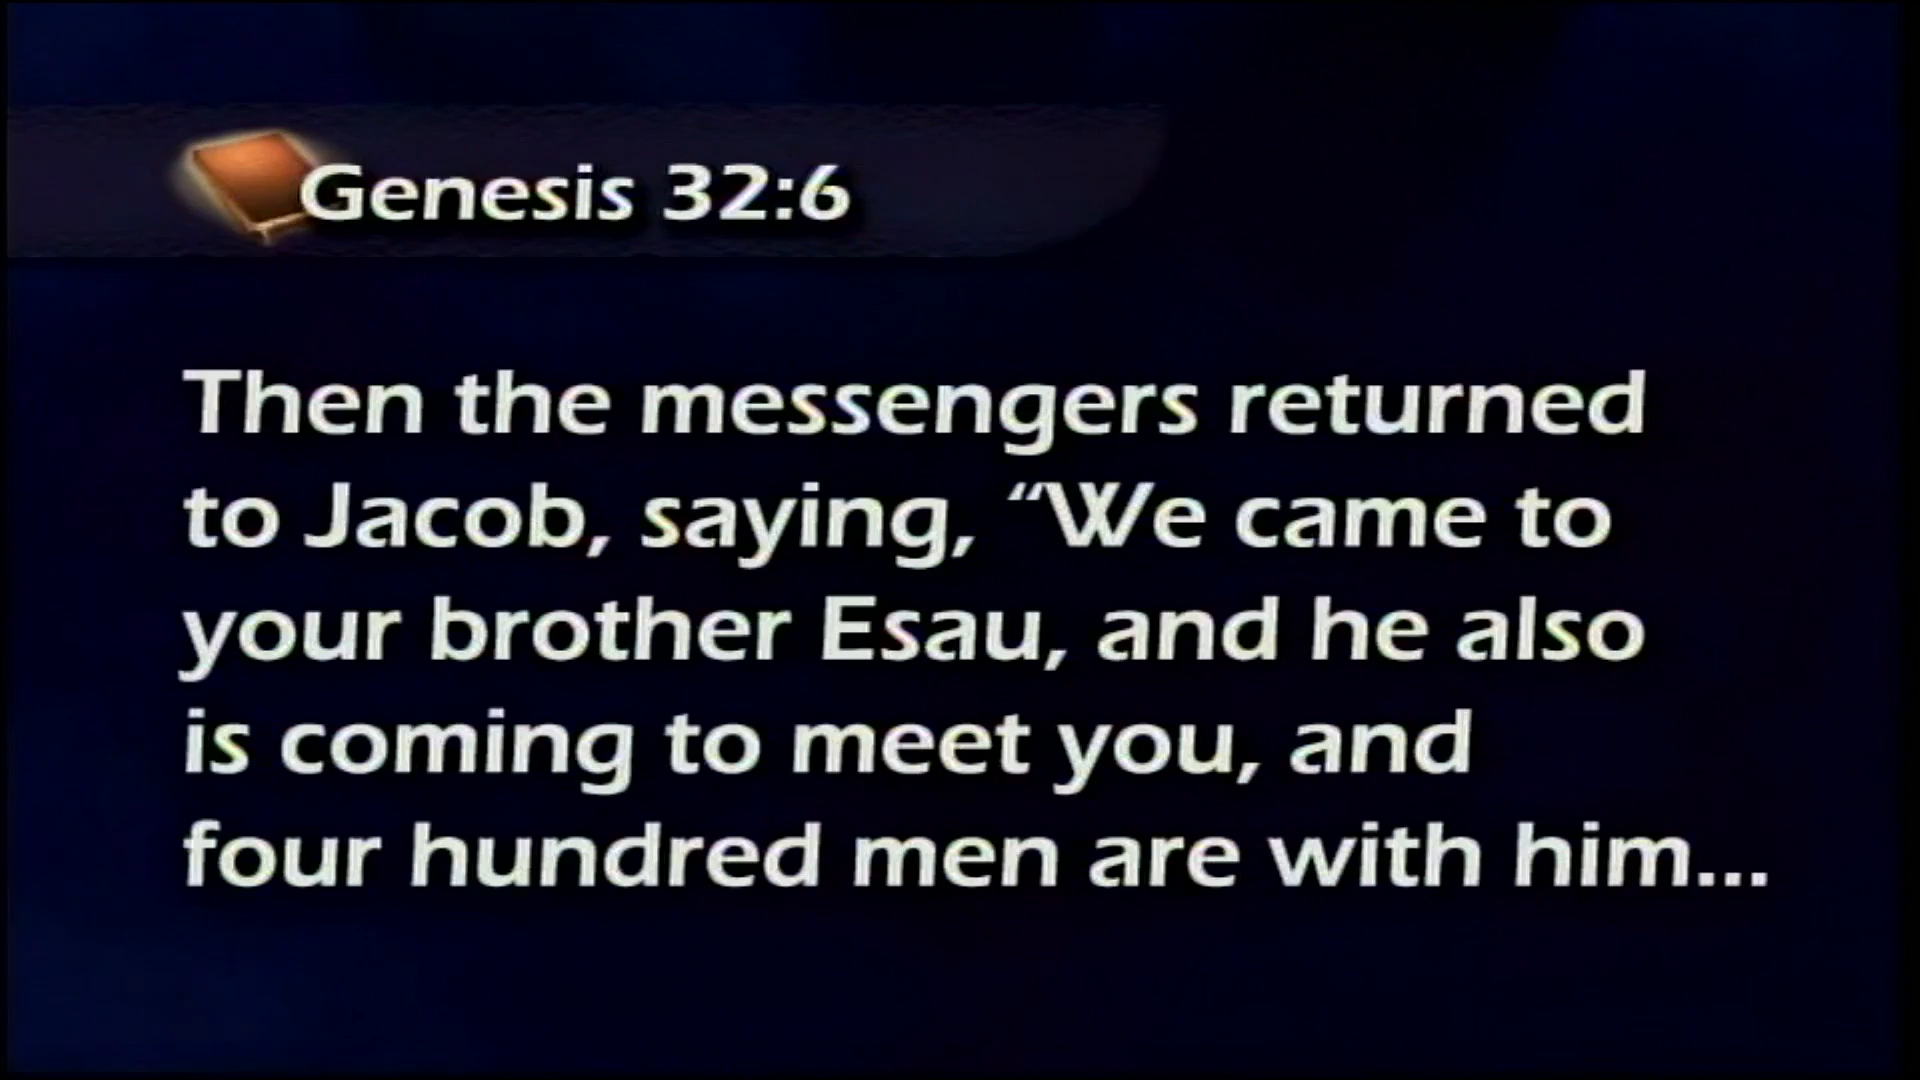 Genesis 32:6
Then the messengers returned
to Jacob, saying, “We came to
your brother Esau, and he also
is coming to meet you, and
four hundred men are with him...